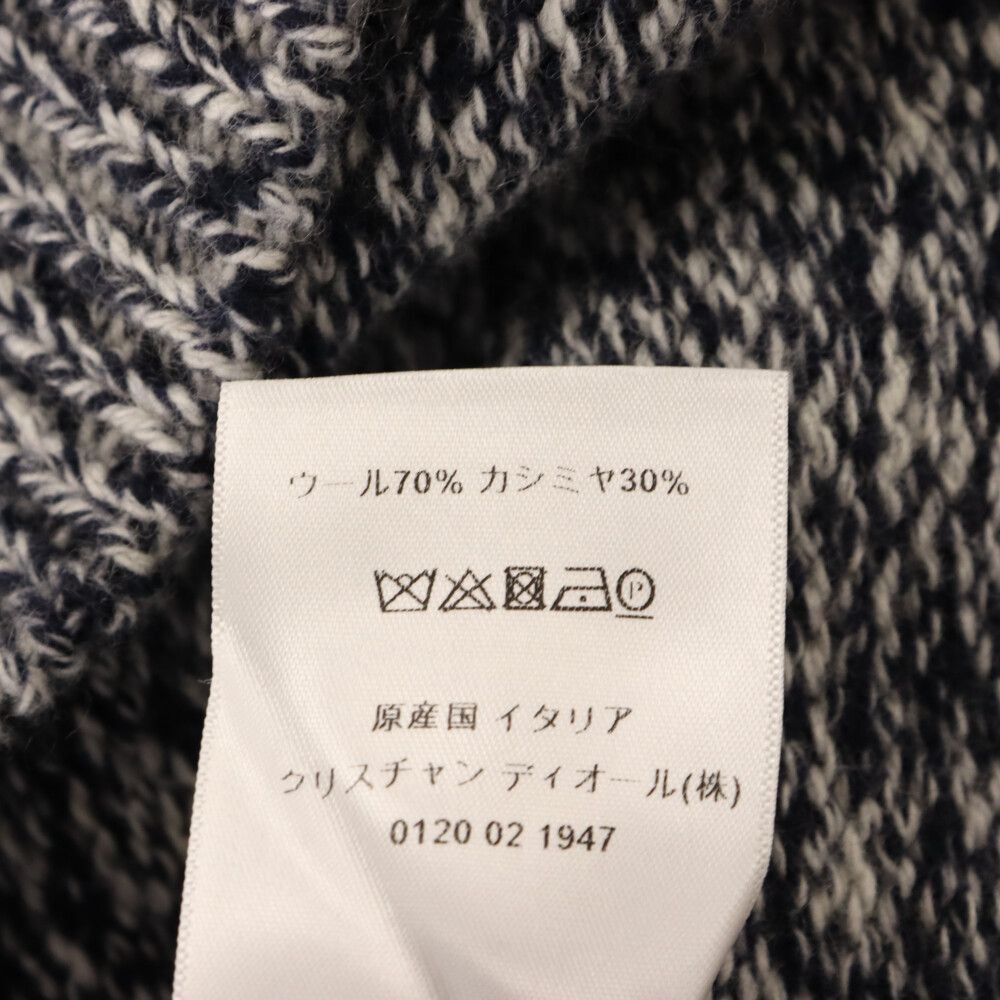 ウール70% カシミヤ30%
P
原産国 イタリア
クリスチャン ディオール(株)
0120 02 1947